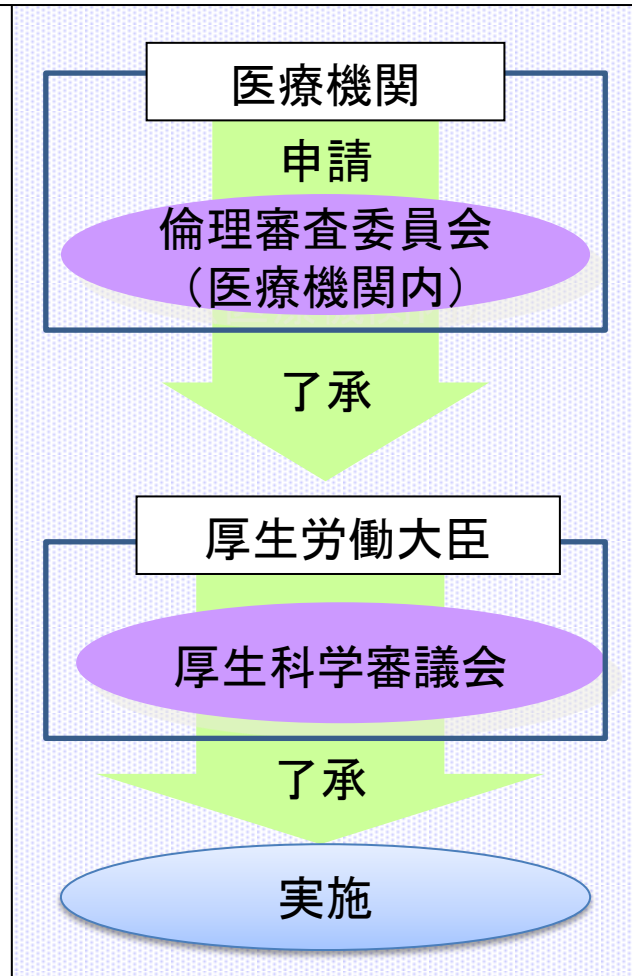 医療機関
申請
倫理審査委員会
（医療機関内）
了承
厚生労働大臣
厚生科学審議会
了承
実施